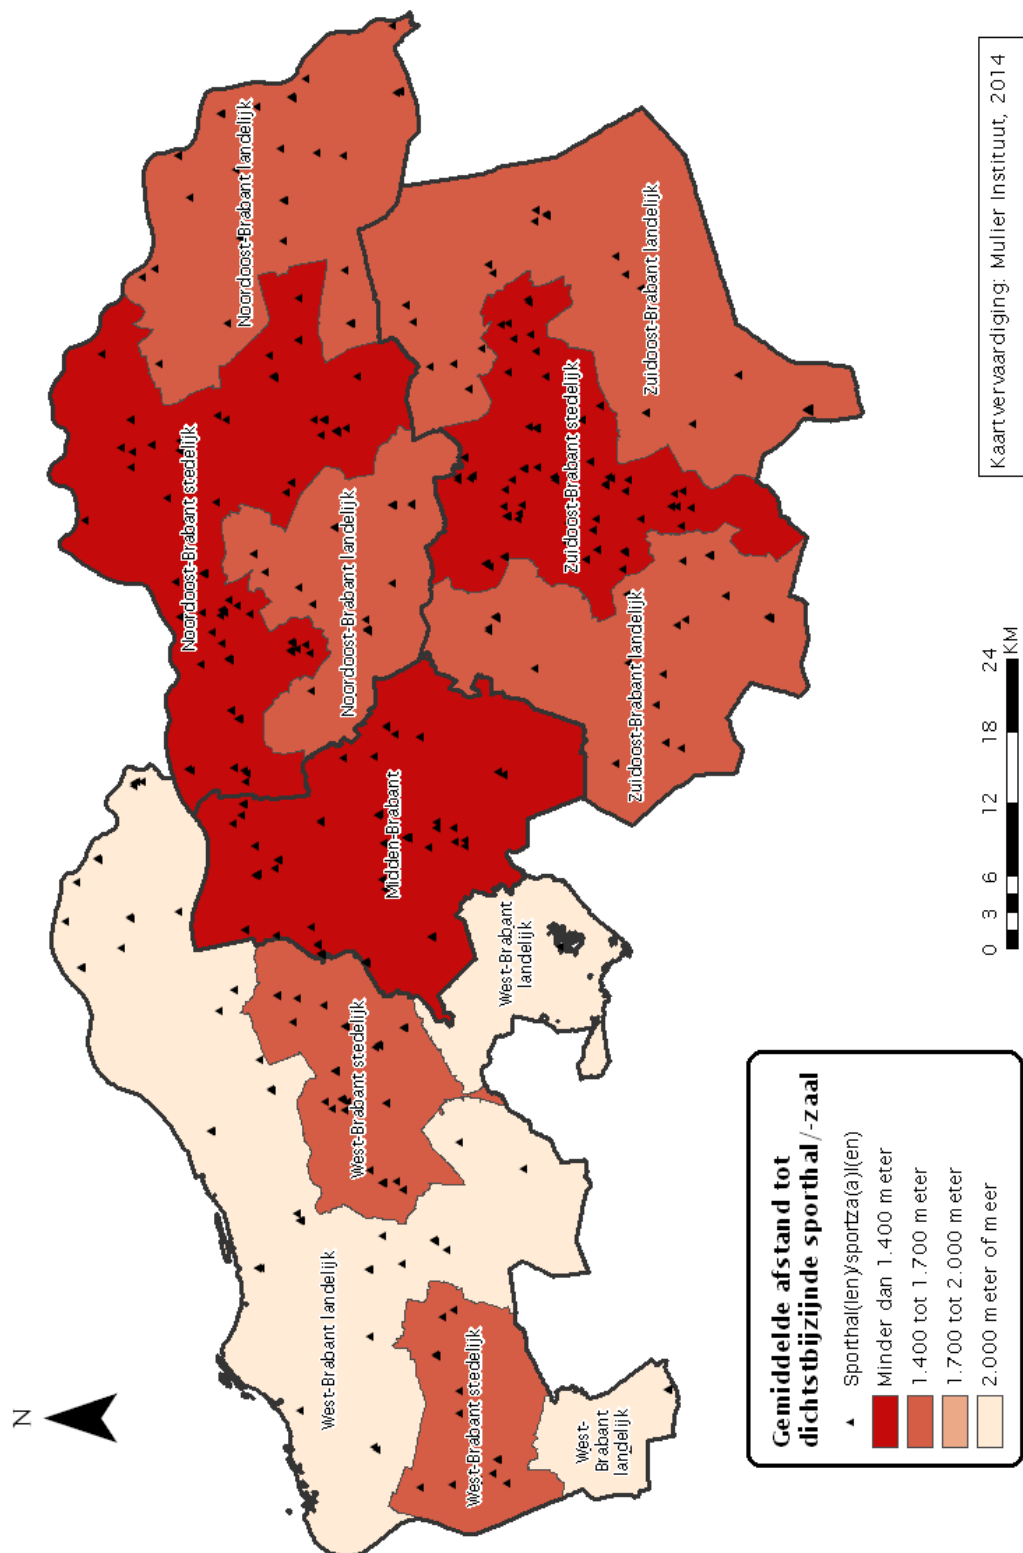 N
Noordoost-Brabant landelijk
Noordoost-Brabant stedelijk
Noordoost-Brabant landelijk
Midden-Brabant
West-Brabant landelijk
West-Brabant stedelijk
West-Brabant
landelijk
West-Brabant stedelijk
West-
Brabant
landelijk
Zuidoost-Brabant landelijk
Zuidoost-Brabant stedelijk
Zuidoost-Brabant landelijk
Zuidoost-Brabant landelijk
Gemiddelde afstand tot
dichtstbijzijnde sporthal/-zaal
Sporthal(len)/sportza(a)l(en)
Minder dan 1.400 meter
1.400 tot 1.700 meter
1.700 tot 2.000 meter
2.000 meter of meer
0 3 6 12 18 24
KM
Kaartvervaardiging: Mulier Instituut, 2014